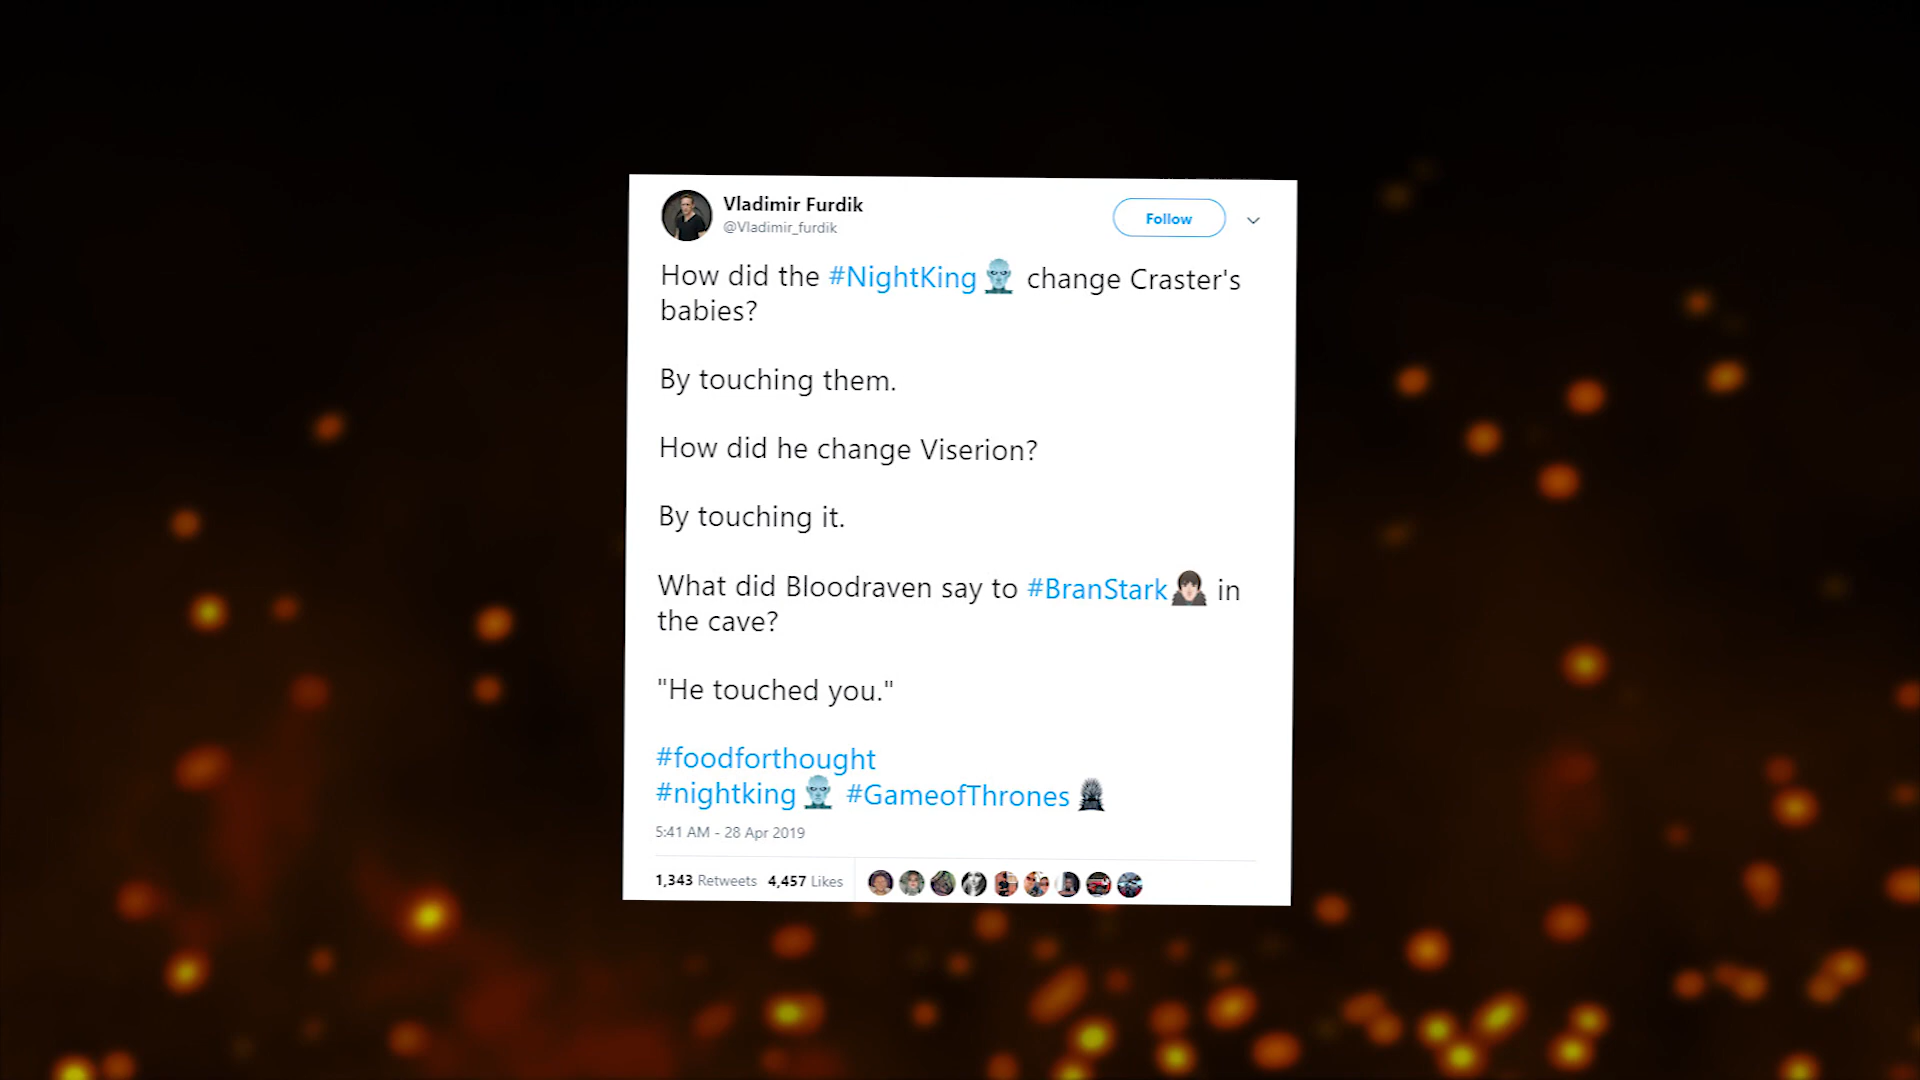 Vladimir Furdik
@Vladimir_furdik
Follow
How did the #NightKing change Craster's
babies?
By touching them.
How did he change Viserion?
By touching it.
What did Bloodraven say to #BranStark in
the cave?
"He touched you."
#foodforthought
#nightking #GameofThrones
5:41 AM - 28 Apr 2019
1,343 Retweets 4,457 Likes